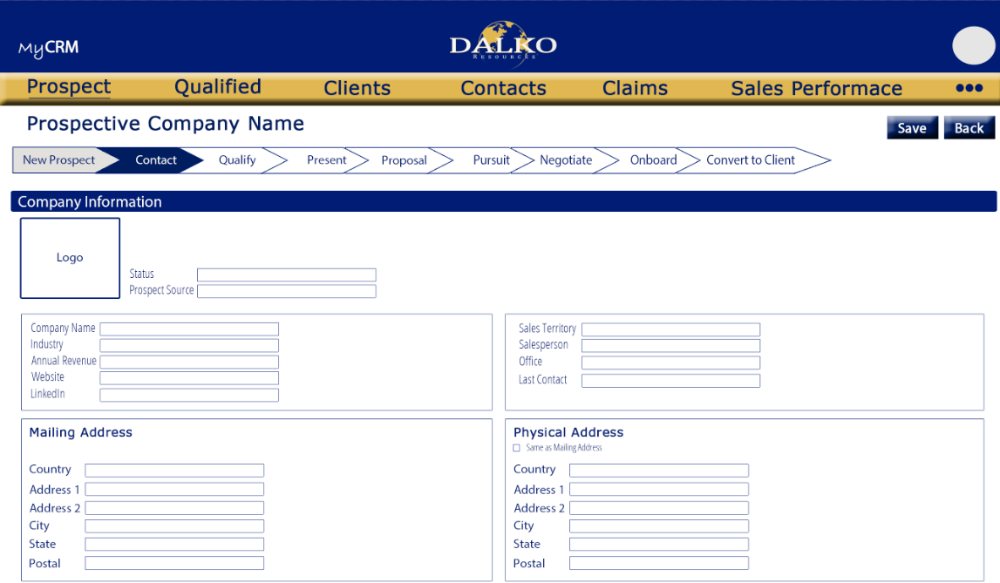 MyCRM
DALKO
RESOURCES
Prospect Qualified Clients Contacts Claims Sales Performace
Prospective Company Name
Save Back
New Prospect Contact Qualify Present Proposal Pursuit Negotiate Onboard Convert to Client
Company Information
Logo
Status
Prospect Source
Company Name
Industry
Annual Revenue
Website
LinkedIn
Sales Territory
Salesperson
Office
Last Contact
Mailing Address
Country
Address 1
Address 2
City
State
Postal
Physical Address
Same as Mailing Address
Country
Address 1
Address 2
City
State
Postal